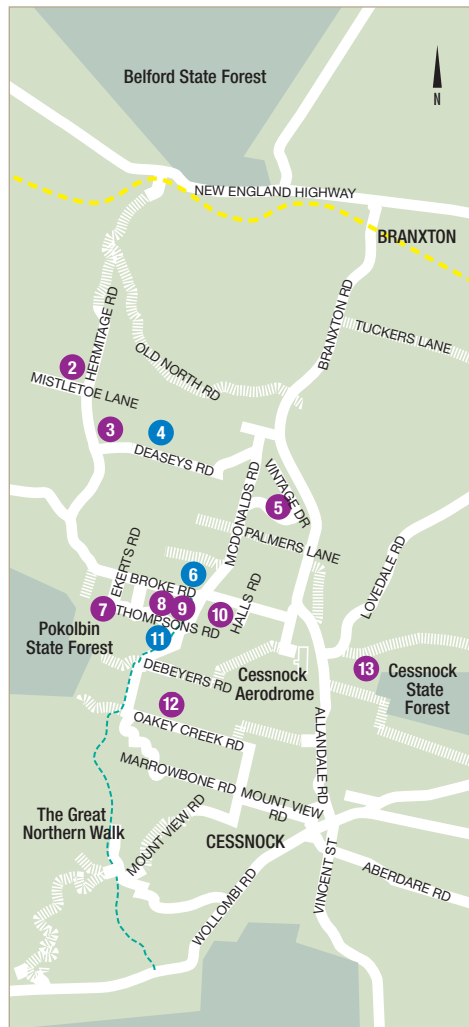 Belford State Forest
N
NEW ENGLAND HIGHWAY
BRANXTON
HERMITAGE RD
BRANXTON RD
TUCKERS LANE
OLD NORTH RD
2
MISTLETOE LANE
3
4
DEASEYS RD
MCDONALDS RD
VINTAGE DR
5
PALMERS LANE
LOVEDALE RD
EKERTS RD
6
BROKE RD
7
8
9
10
HALLS RD
THOMPSONS RD
Pokolbin
State Forest
11
DEBEYERS RD
Cessnock
Aerodrome
13
Cessnock
State
Forest
12
OAKEY CREEK RD
ALLANDALE RD
MARROWBONE RD
MOUNT VIEW
RD
The Great
Northern Walk
MOUNT VIEW RD
CESSNOCK
WOLLOMBI RD
VINCENT ST
ABERDARE RD